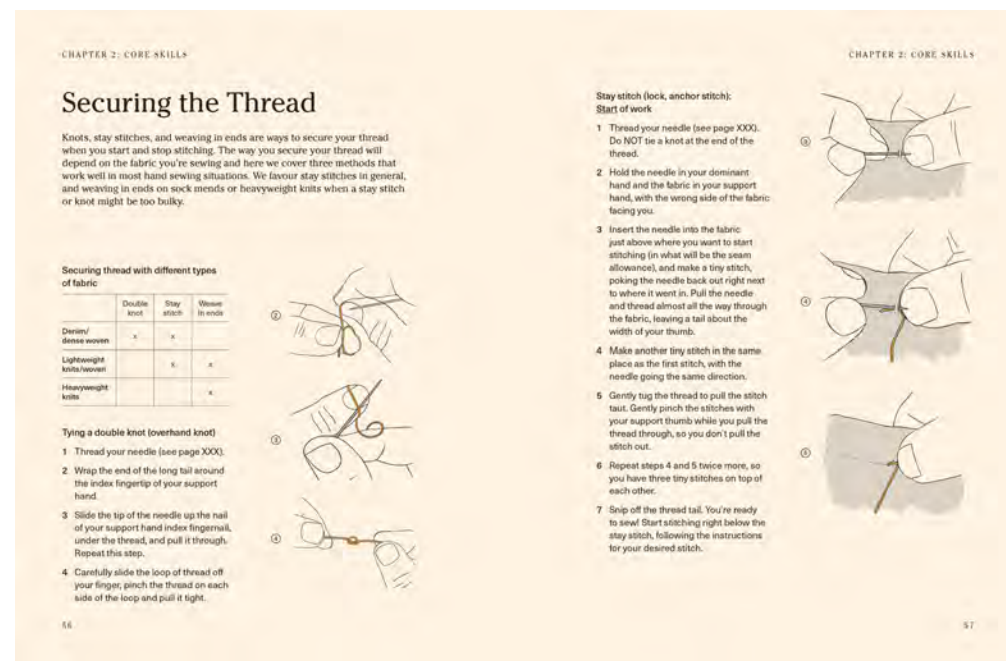 CHAPTER 2: CORE SKILLS
Securing the Thread
Knots, stay stitches, and weaving in ends are ways to secure your thread
when you start and stop stitching. The way you secure your thread will
depend on the fabric you're sewing and here we cover three methods that
work well in most hand sewing situations. We favour stay stitches in general,
and weaving in ends on sock mends or heavyweight knits when a stay stitch
or knot might be too bulky.
Securing thread with different types
of fabric
Double Stay Weave
knot stitch in ends
Denim/
dense woven x x
Lightweight
knits/woven x x
Heavyweight
knits x
Tying a double knot (overhand knot)
1 Thread your needle (see page XXX).
2 Wrap the end of the long tail around
the index fingertip of your support
hand.
3 Slide the tip of the needle up the nail
of your support hand index fingernail,
under the thread, and pull it through.
Repeat this step.
4 Carefully slide the loop of thread off
your finger, pinch the thread on each
side of the loop and pull it tight.
2
3
4
56
CHAPTER 2: CORE SKILLS
Stay stitch (lock, anchor stitch);
Start of work
1 Thread your needle (see page XXX).
Do NOT tie a knot at the end of the
thread.
2 Hold the needle in your dominant
hand and the fabric in your support
hand, with the wrong side of the fabric
facing you.
3 Insert the needle into the fabric
just above where you want to start
stitching (in what will be the seam
allowance), and make a tiny stitch,
poking the needle back out right next
to where it went in. Pull the needle
and thread almost all the way through
the fabric, leaving a tail about the
width of your thumb.
4 Make another tiny stitch in the same
place as the first stitch, with the
needle going the same direction.
5 Gently tug the thread to pull the stitch
taut. Gently pinch the stitches with
your support thumb while you pull the
thread through, so you don't pull the
stitch out.
6 Repeat steps 4 and 5 twice more, so
you have three tiny stitches on top of
each other.
7 Snip off the thread tail. You're ready
to sew! Start stitching right below the
stay stitch, following the instructions
for your desired stitch.
3
4
5
57